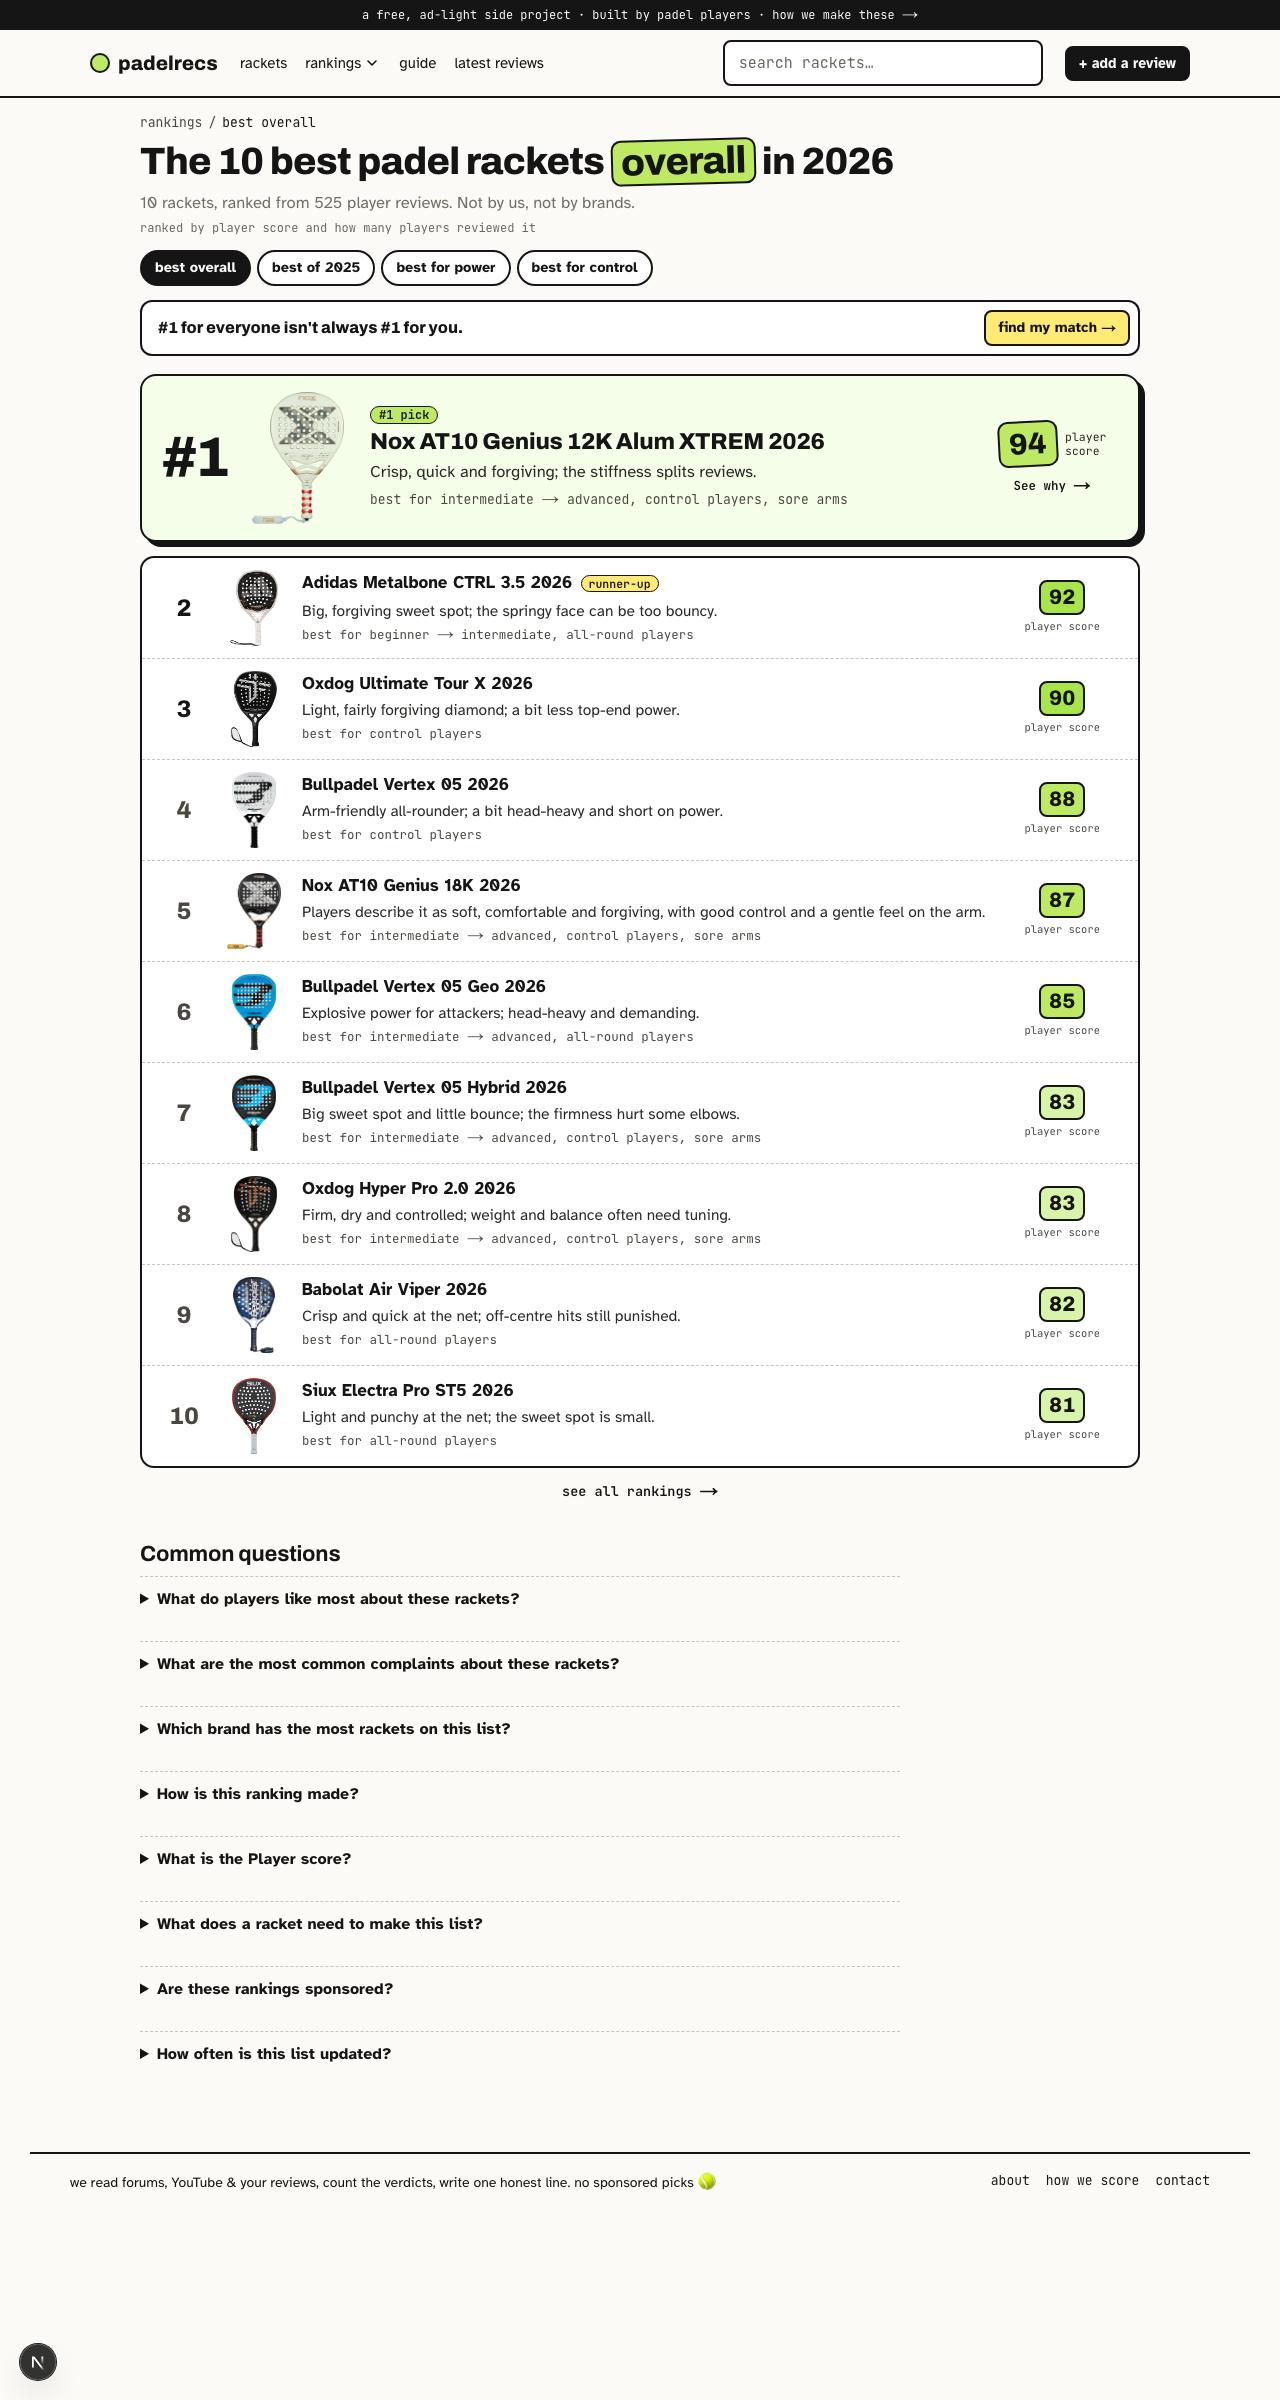 a free, ad-light side project · built by padel players · how we make these →
padelrecs
rackets
rankings
guide
latest reviews
search rackets…
+ add a review
rankings / best overall
The 10 best padel rackets overall in 2026
10 rackets, ranked from 525 player reviews. Not by us, not by brands.
ranked by player score and how many players reviewed it
best overall
best of 2025
best for power
best for control
#1 for everyone isn't always #1 for you.
find my match →
#1
#1 pick
Nox AT10 Genius 12K Alum XTREM 2026
Crisp, quick and forgiving; the stiffness splits reviews.
best for intermediate → advanced, control players, sore arms
94
player
score
See why →
2
Adidas Metalbone CTRL 3.5 2026
runner-up
Big, forgiving sweet spot; the springy face can be too bouncy.
best for beginner → intermediate, all-round players
92
player score
3
Oxdog Ultimate Tour X 2026
Light, fairly forgiving diamond; a bit less top-end power.
best for control players
90
player score
4
Bullpadel Vertex 05 2026
Arm-friendly all-rounder; a bit head-heavy and short on power.
best for control players
88
player score
5
Nox AT10 Genius 18K 2026
Players describe it as soft, comfortable and forgiving, with good control and a gentle feel on the arm.
best for intermediate → advanced, control players, sore arms
87
player score
6
Bullpadel Vertex 05 Geo 2026
Explosive power for attackers; head-heavy and demanding.
best for intermediate → advanced, all-round players
85
player score
7
Bullpadel Vertex 05 Hybrid 2026
Big sweet spot and little bounce; the firmness hurt some elbows.
best for intermediate → advanced, control players, sore arms
83
player score
8
Oxdog Hyper Pro 2.0 2026
Firm, dry and controlled; weight and balance often need tuning.
best for intermediate → advanced, control players, sore arms
83
player score
9
Babolat Air Viper 2026
Crisp and quick at the net; off-centre hits still punished.
best for all-round players
82
player score
10
SIUX
Siux Electra Pro ST5 2026
Light and punchy at the net; the sweet spot is small.
best for all-round players
81
player score
see all rankings →
Common questions
What do players like most about these rackets?
What are the most common complaints about these rackets?
Which brand has the most rackets on this list?
How is this ranking made?
What is the Player score?
What does a racket need to make this list?
Are these rankings sponsored?
How often is this list updated?
we read forums, YouTube & your reviews, count the verdicts, write one honest line. no sponsored picks
about
how we score
contact
N